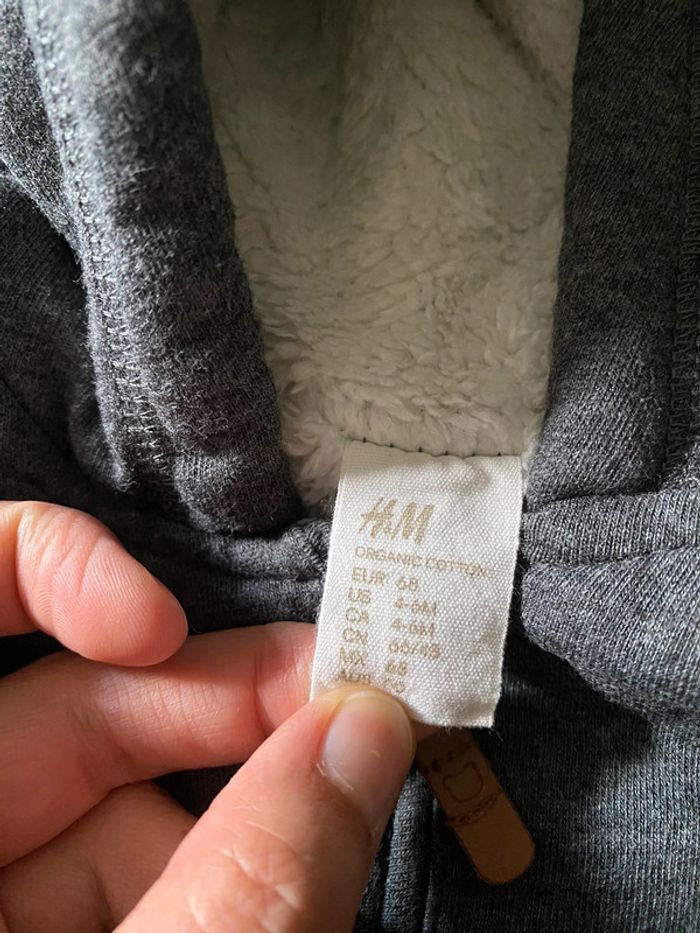 H&M
ORGANIC COTTON
EUR 68
US 4-6M
CA 4-6M
CN 66/48
MX 68